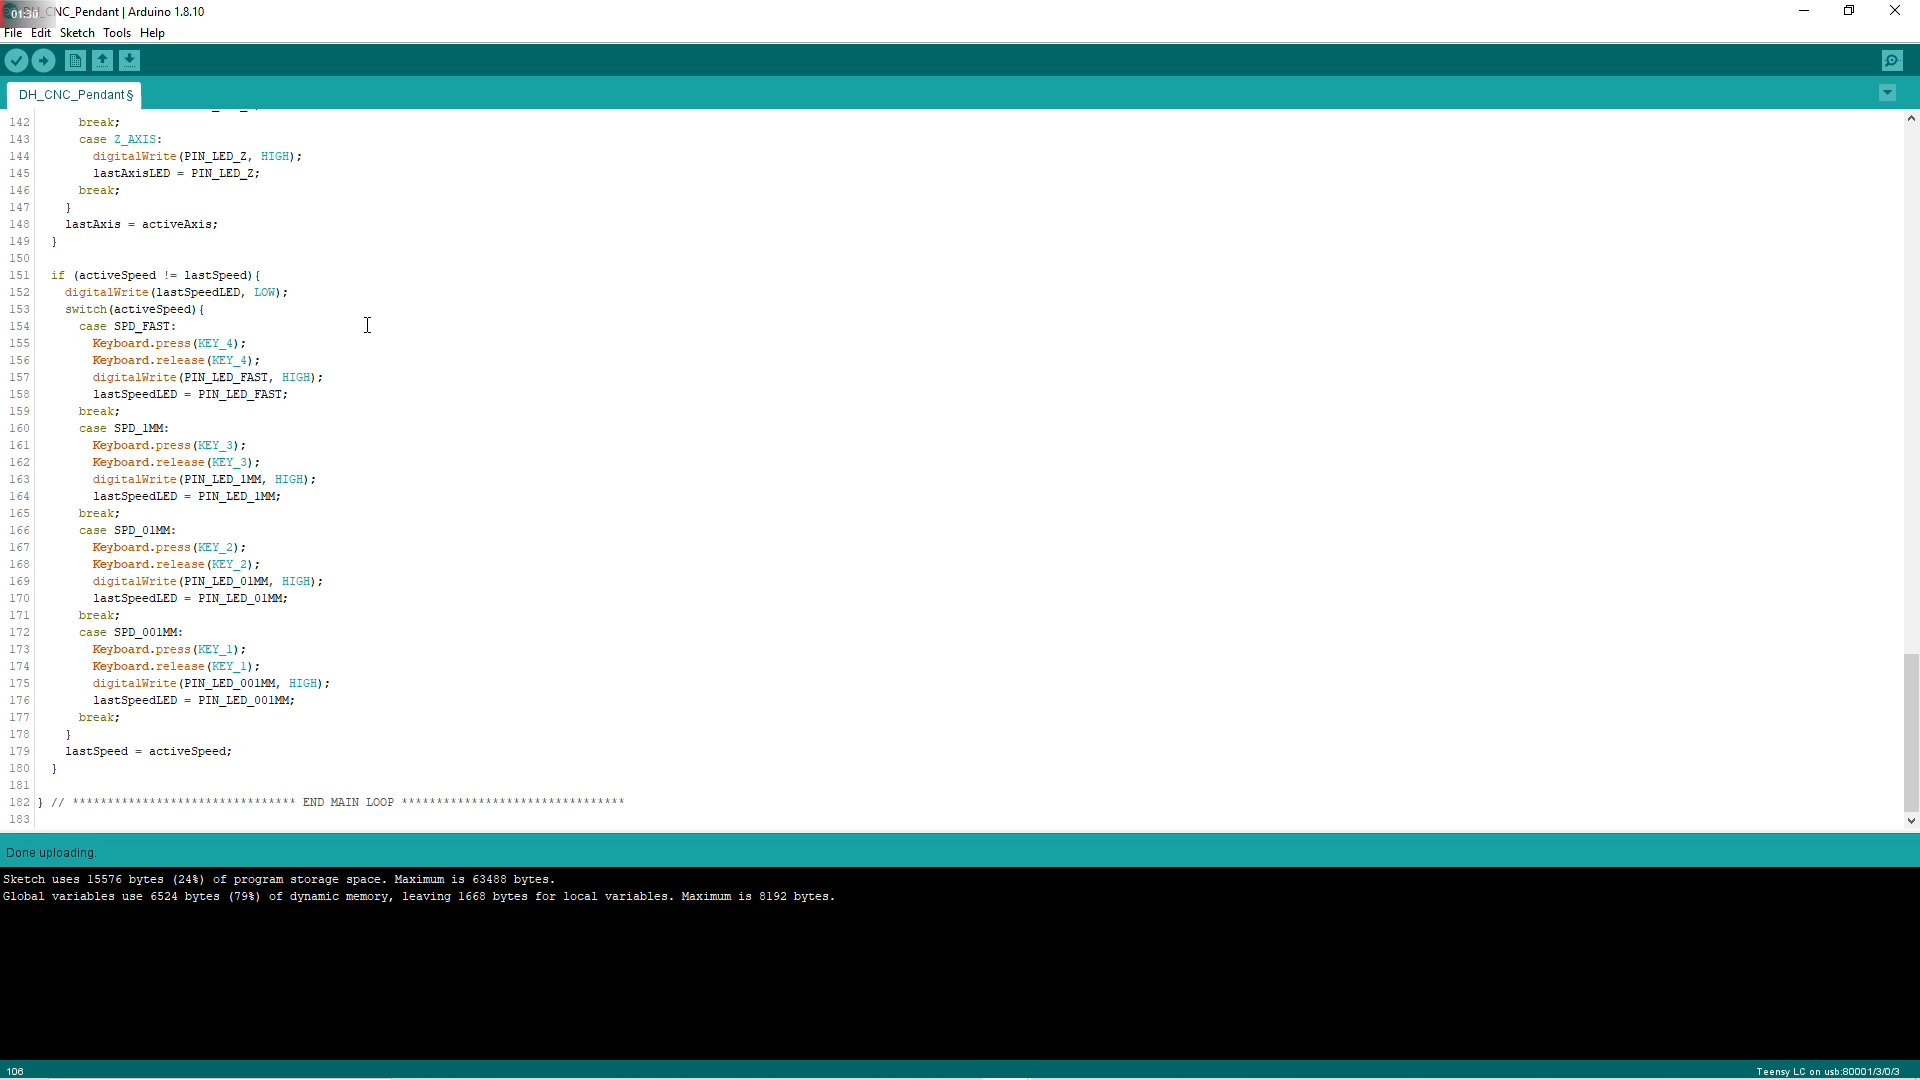 01:30 NC_Pendant | Arduino 1.8.10
File Edit Sketch Tools Help
DH_CNC_Pendant§
142 break;
143 case Z_AXIS:
144 digitalWrite(PIN_LED_Z, HIGH);
145 lastAxisLED = PIN_LED_Z;
146 break;
147 }
148 lastAxis = activeAxis;
149 }
150
151 if (activeSpeed != lastSpeed){
152 digitalWrite(lastSpeedLED, LOW);
153 switch(activeSpeed){
154 case SPD_FAST:
155 Keyboard.press(KEY_4);
156 Keyboard.release(KEY_4);
157 digitalWrite(PIN_LED_FAST, HIGH);
158 lastSpeedLED = PIN_LED_FAST;
159 break;
160 case SPD_1MM:
161 Keyboard.press(KEY_3);
162 Keyboard.release(KEY_3);
163 digitalWrite(PIN_LED_1MM, HIGH);
164 lastSpeedLED = PIN_LED_1MM;
165 break;
166 case SPD_01MM:
167 Keyboard.press(KEY_2);
168 Keyboard.release(KEY_2);
169 digitalWrite(PIN_LED_01MM, HIGH);
170 lastSpeedLED = PIN_LED_01MM;
171 break;
172 case SPD_001MM:
173 Keyboard.press(KEY_1);
174 Keyboard.release(KEY_1);
175 digitalWrite(PIN_LED_001MM, HIGH);
176 lastSpeedLED = PIN_LED_001MM;
177 break;
178 }
179 lastSpeed = activeSpeed;
180 }
181
182 } // ******************************** END MAIN LOOP ********************************
183
Done uploading.
Sketch uses 15576 bytes (24%) of program storage space. Maximum is 63488 bytes.
Global variables use 6524 bytes (79%) of dynamic memory, leaving 1668 bytes for local variables. Maximum is 8192 bytes.
106
Teensy LC on usb:80001/3/0/3